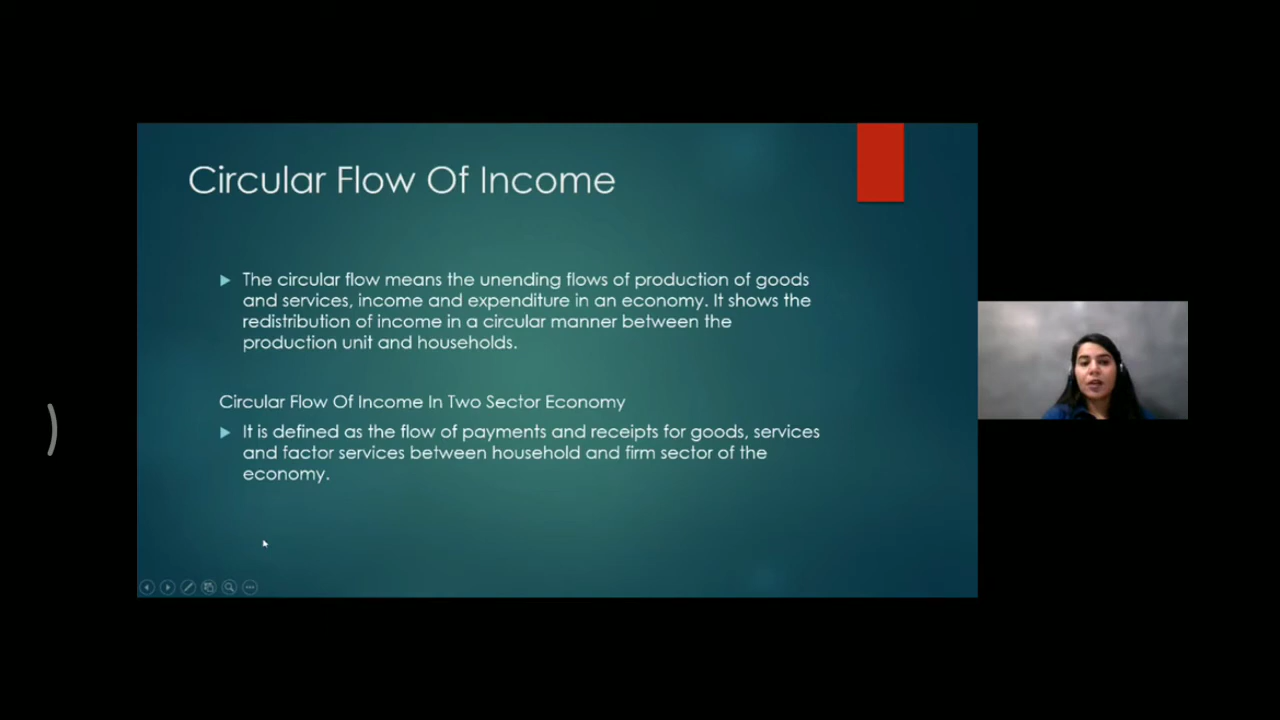 Circular Flow Of Income
The circular flow means the unending flows of production of goods
and services, income and expenditure in an economy. It shows the
redistribution of income in a circular manner between the
production unit and households.
Circular Flow Of Income In Two Sector Economy
It is defined as the flow of payments and receipts for goods, services
and factor services between household and firm sector of the
economy.